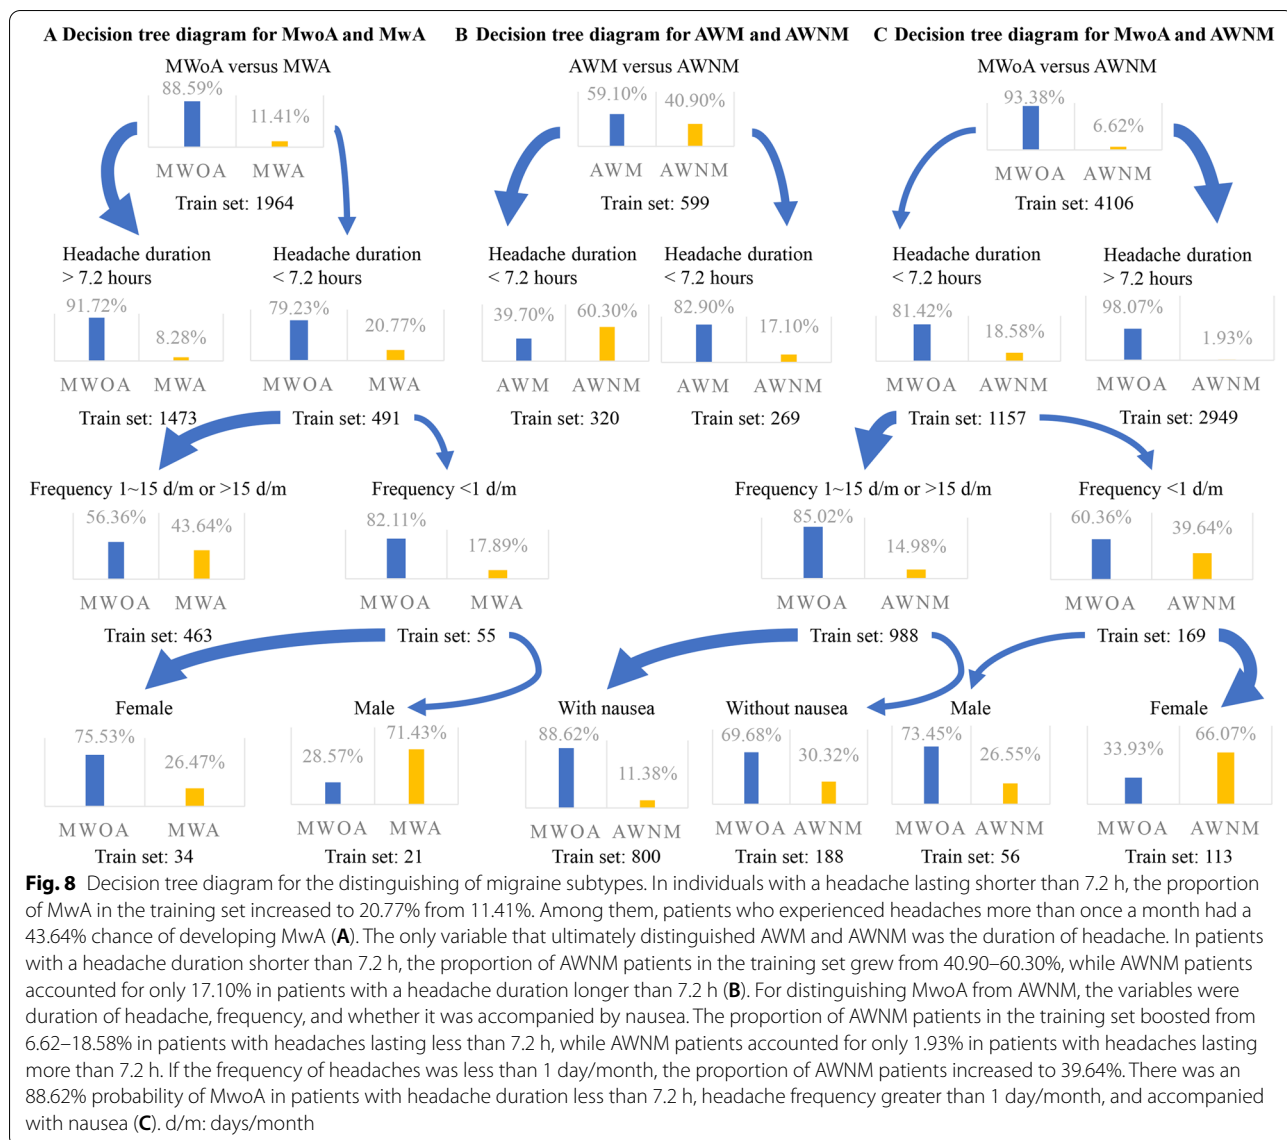 A Decision tree diagram for MwoA and MwA
B Decision tree diagram for AWM and AWNM
C Decision tree diagram for MwoA and AWNM
MWoA versus MWA
AWM versus AWNM
MWoA versus AWNM
88.59% 11.41%
MWOA MWA
Train set: 1964
59.10% 40.90%
AWM AWNM
Train set: 599
93.38% 6.62%
MWOA AWNM
Train set: 4106
Headache duration
> 7.2 hours
91.72% 8.28%
MWOA MWA
Train set: 1473
Headache duration
< 7.2 hours
79.23% 20.77%
MWOA MWA
Train set: 491
Headache duration
< 7.2 hours
39.70% 60.30%
AWM AWNM
Train set: 320
Headache duration
< 7.2 hours
82.90% 17.10%
AWM AWNM
Train set: 269
Headache duration
< 7.2 hours
81.42% 18.58%
MWOA AWNM
Train set: 1157
Headache duration
> 7.2 hours
98.07% 1.93%
MWOA AWNM
Train set: 2949
Frequency 1~15 d/m or >15 d/m
56.36% 43.64%
MWOA MWA
Train set: 463
Frequency <1 d/m
82.11% 17.89%
MWOA MWA
Train set: 55
Frequency 1~15 d/m or >15 d/m
85.02% 14.98%
MWOA AWNM
Train set: 988
Frequency <1 d/m
60.36% 39.64%
MWOA AWNM
Train set: 169
Female
75.53% 26.47%
MWOA MWA
Train set: 34
Male
28.57% 71.43%
MWOA MWA
Train set: 21
With nausea
88.62% 11.38%
MWOA AWNM
Train set: 800
Without nausea
69.68% 30.32%
MWOA AWNM
Train set: 188
Male
73.45% 26.55%
MWOA AWNM
Train set: 56
Female
33.93% 66.07%
MWOA AWNM
Train set: 113
Fig. 8 Decision tree diagram for the distinguishing of migraine subtypes. In individuals with a headache lasting shorter than 7.2 h, the proportion
of MwA in the training set increased to 20.77% from 11.41%. Among them, patients who experienced headaches more than once a month had a
43.64% chance of developing MwA (A). The only variable that ultimately distinguished AWM and AWNM was the duration of headache. In patients
with a headache duration shorter than 7.2 h, the proportion of AWNM patients in the training set grew from 40.90–60.30%, while AWNM patients
accounted for only 17.10% in patients with a headache duration longer than 7.2 h (B). For distinguishing MwoA from AWNM, the variables were
duration of headache, frequency, and whether it was accompanied by nausea. The proportion of AWNM patients in the training set boosted from
6.62–18.58% in patients with headaches lasting less than 7.2 h, while AWNM patients accounted for only 1.93% in patients with headaches lasting
more than 7.2 h. If the frequency of headaches was less than 1 day/month, the proportion of AWNM patients increased to 39.64%. There was an
88.62% probability of MwoA in patients with headache duration less than 7.2 h, headache frequency greater than 1 day/month, and accompanied
with nausea (C). d/m: days/month